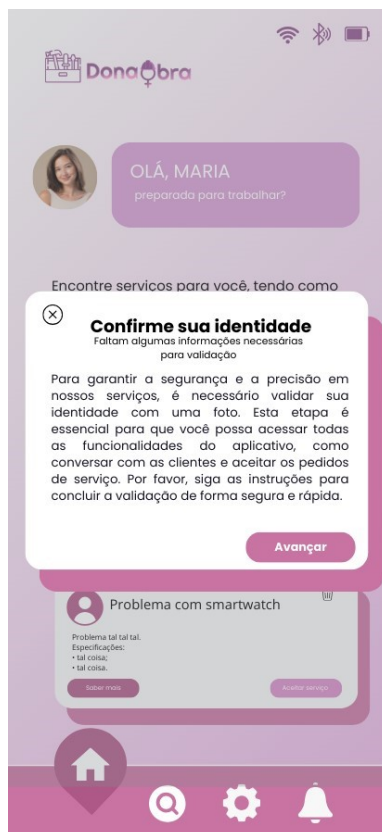 DonaObra
OLÁ, MARIA
preparada para trabalhar?
Encontre serviços para você, tendo como
Confirme sua identidade
Faltam algumas informações necessárias
para validação
Para garantir a segurança e a precisão em
nossos serviços, é necessário validar sua
identidade com uma foto. Esta etapa é
essencial para que você possa acessar todas
as funcionalidades do aplicativo, como
conversar com as clientes e aceitar os pedidos
de serviço. Por favor, siga as instruções para
concluir a validação de forma segura e rápida.
Avançar
Problema com smartwatch
Problema tal tal tal.
Especificações:
• tal coisa;
• tal coisa.
Saber mais
Aceitar serviço